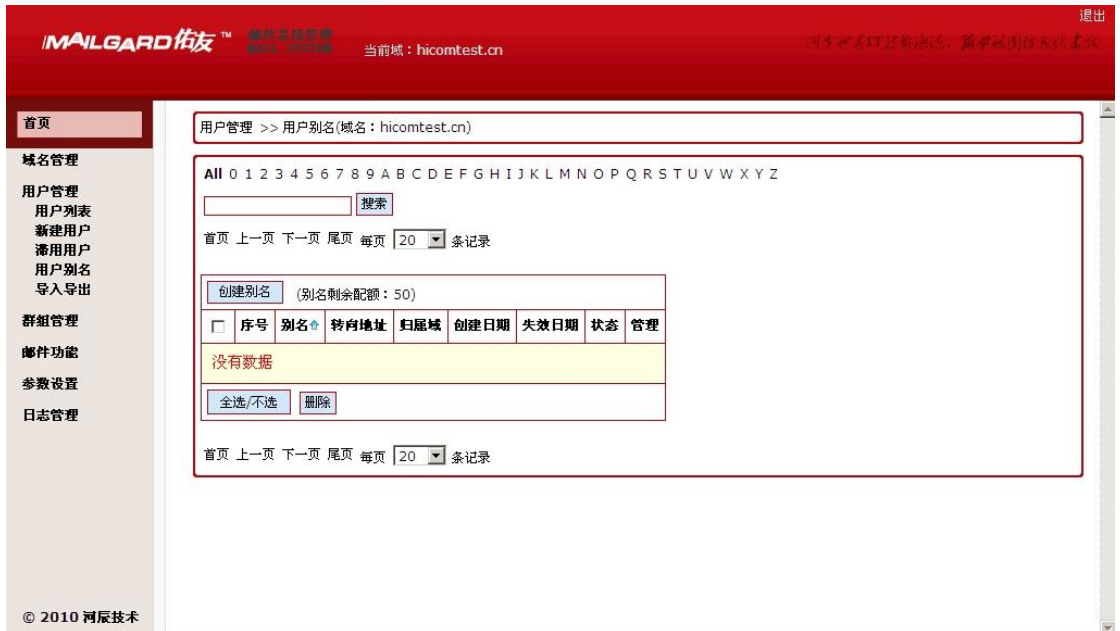 退出
MAILGARD佑友™ 邮件系统管理
MAIL SYSTEM
当前域：hicomtest.cn
首页
用户管理 >> 用户别名(域名：hicomtest.cn)
域名管理
用户管理
用户列表
新建用户
滞用用户
用户别名
导入导出
群组管理
邮件功能
参数设置
日志管理
All 0 1 2 3 4 5 6 7 8 9 A B C D E F G H I J K L M N O P Q R S T U V W X Y Z
搜索
首页 上一页 下一页 尾页 每页 20 条记录
创建别名 (别名剩余配额：50)
序号 别名 转向地址 归属域 创建日期 失效日期 状态 管理
没有数据
全选/不选 删除
首页 上一页 下一页 尾页 每页 20 条记录
© 2010 河辰技术